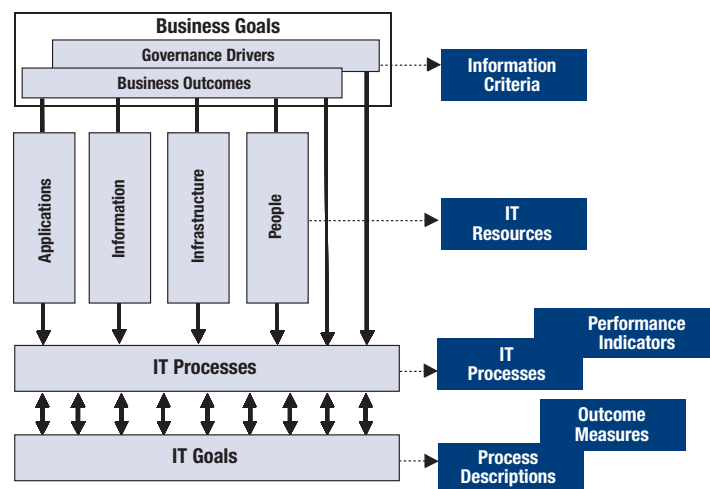 Business Goals
Governance Drivers
Business Outcomes
Information
Criteria
Applications
Information
Infrastructure
People
IT
Resources
Performance
Indicators
IT Processes
IT
Processes
Outcome
Measures
IT Goals
Process
Descriptions